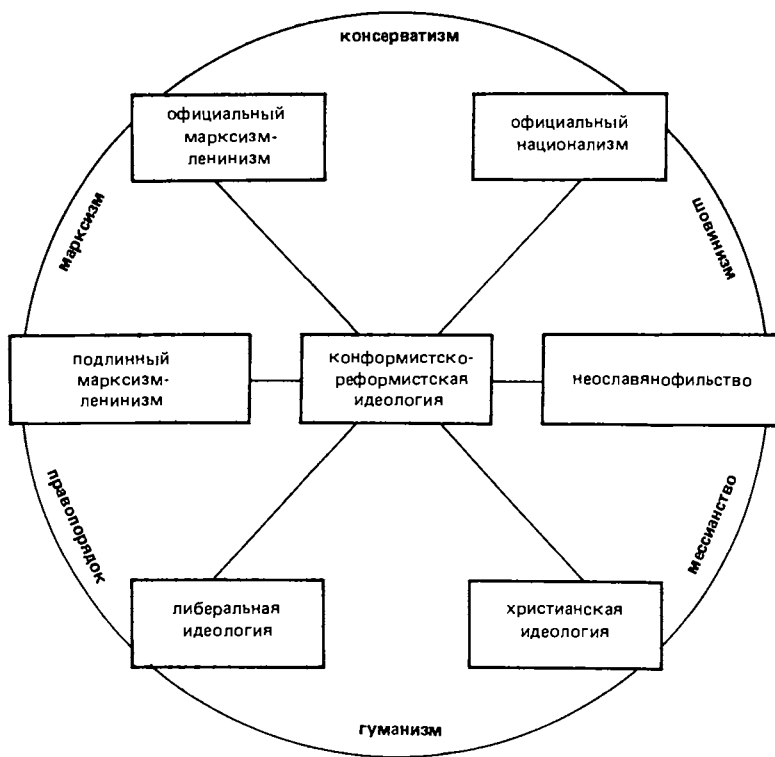 консерватизм
официальный
марксизм-
ленинизм
официальный
национализм
марксизм
шовинизм
подлинный
марксизм-
ленинизм
конформистско-
реформистская
идеология
неославянофильство
правопорядок
мессианство
либеральная
идеология
христианская
идеология
гуманизм